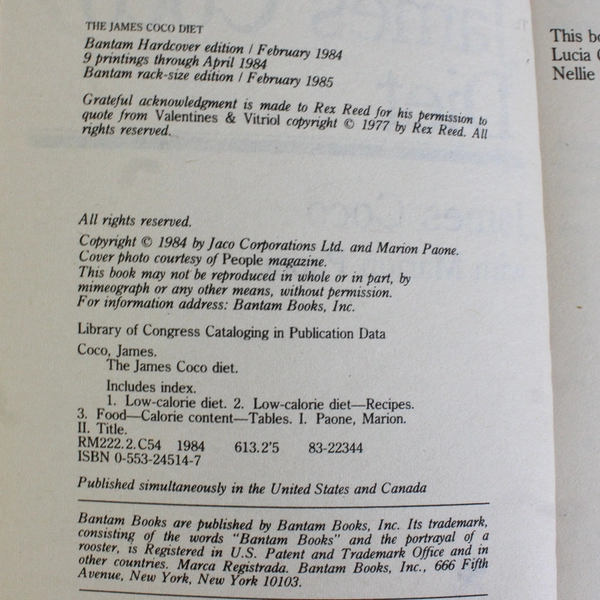 THE JAMES COCO DIET
Bantam Hardcover edition / February 1984
9 printings through April 1984
Bantam rack-size edition / February 1985
Grateful acknowledgment is made to Rex Reed for his permission to
quote from Valentines & Vitriol copyright © 1977 by Rex Reed. All
rights reserved.
All rights reserved.
Copyright © 1984 by Jaco Corporations Ltd. and Marion Paone.
Cover photo courtesy of People magazine.
This book may not be reproduced in whole or in part, by
mimeograph or any other means, without permission.
For information address: Bantam Books, Inc.
Library of Congress Cataloging in Publication Data
Coco, James.
The James Coco diet.
Includes index.
1. Low-calorie diet. 2. Low-calorie diet—Recipes.
3. Food—Calorie content—Tables. I. Paone, Marion.
II. Title.
RM222.2.C54 1984 613.2'5 83-22344
ISBN 0-553-24514-7
Published simultaneously in the United States and Canada
Bantam Books are published by Bantam Books, Inc. Its trademark,
consisting of the words "Bantam Books" and the portrayal of a
rooster, is Registered in U.S. Patent and Trademark Office and in
other countries. Marca Registrada. Bantam Books, Inc., 666 Fifth
Avenue, New York, New York 10103.
This bo
Lucia
Nellie